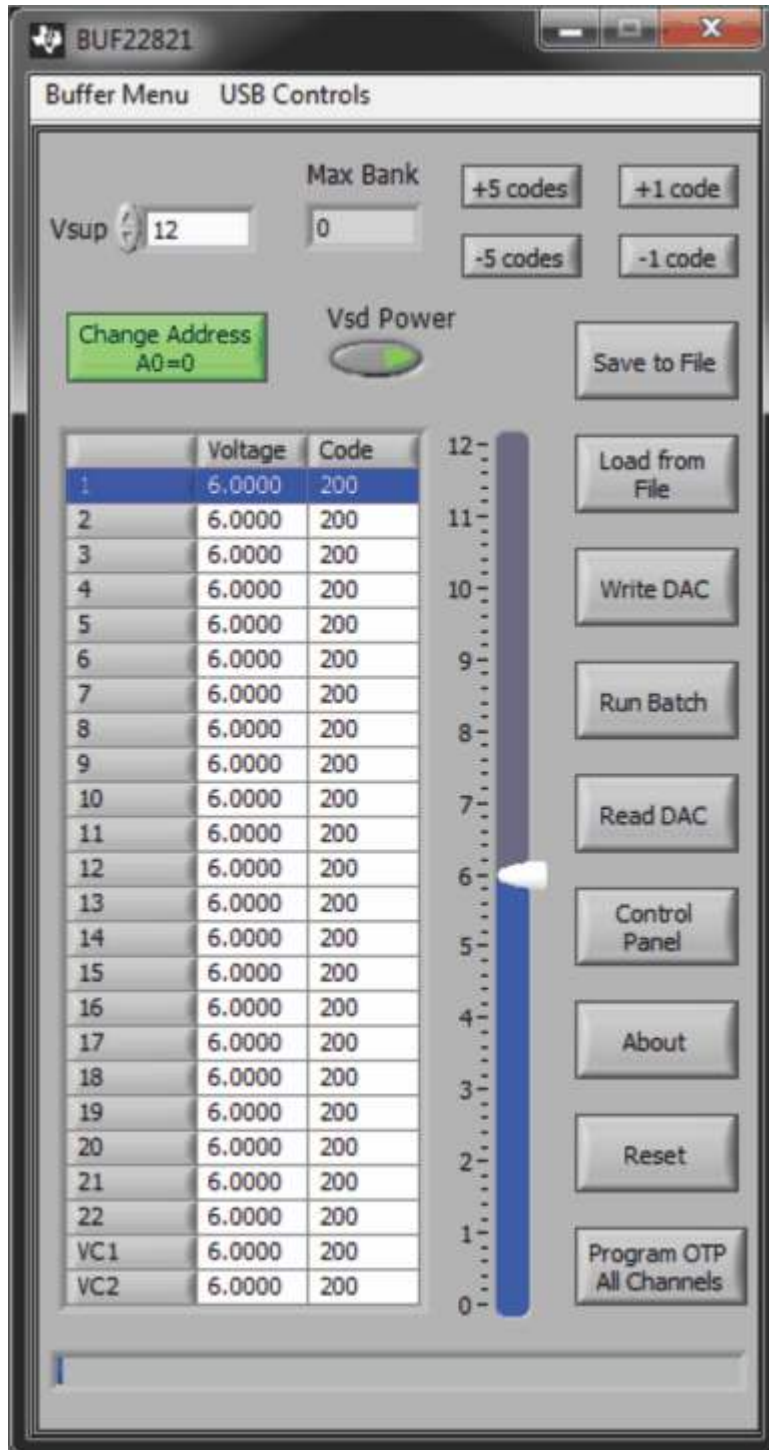 BUF22821
Buffer Menu USB Controls
Max Bank
+5 codes +1 code
Vsup 12 0
-5 codes -1 code
Change Address
A0=0
Vsd Power
Save to File
Voltage Code
1 6.0000 200
2 6.0000 200
3 6.0000 200
4 6.0000 200
5 6.0000 200
6 6.0000 200
7 6.0000 200
8 6.0000 200
9 6.0000 200
10 6.0000 200
11 6.0000 200
12 6.0000 200
13 6.0000 200
14 6.0000 200
15 6.0000 200
16 6.0000 200
17 6.0000 200
18 6.0000 200
19 6.0000 200
20 6.0000 200
21 6.0000 200
22 6.0000 200
VC1 6.0000 200
VC2 6.0000 200
12
11
10
9
8
7
6
5
4
3
2
1
0
Load from
File
Write DAC
Run Batch
Read DAC
Control
Panel
About
Reset
Program OTP
All Channels